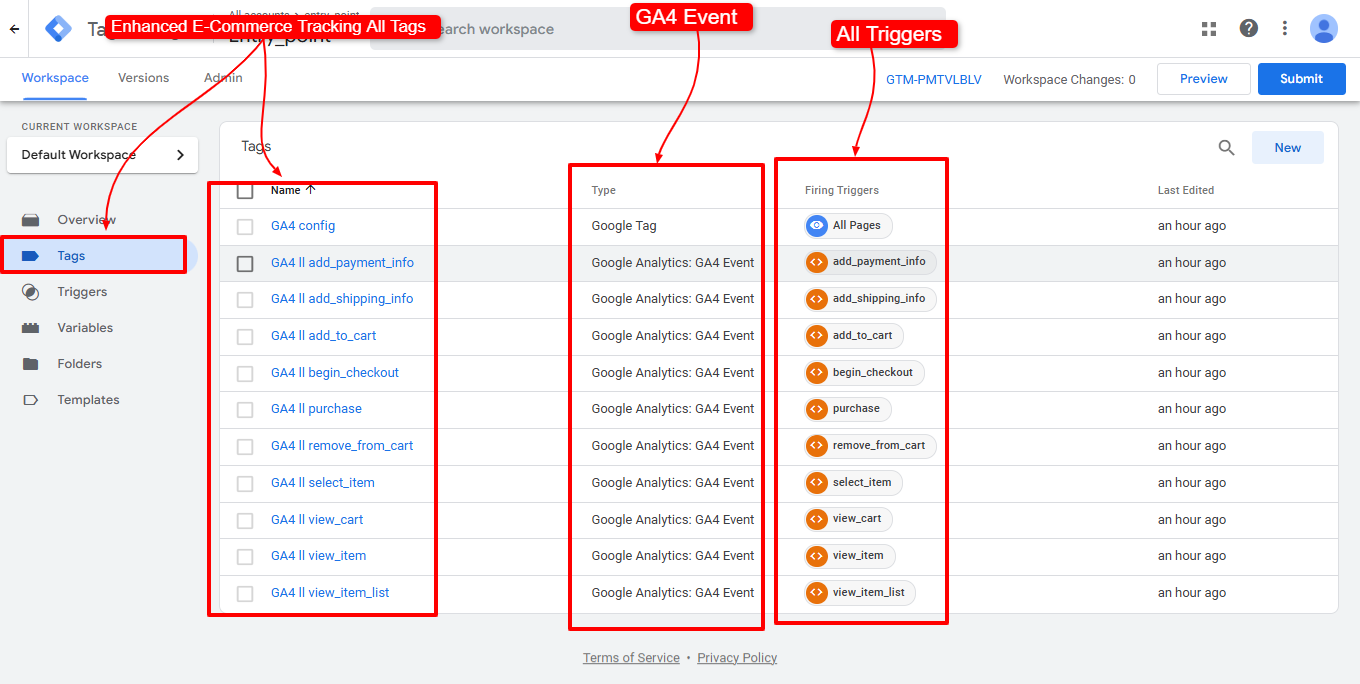 All accounts > entry_point
Enhanced E-Commerce Tracking All Tags
GA4 Event
All Triggers
Ta
Entry_point
search workspace
Workspace
Versions
Admin
GTM-PMTVLBLV
Workspace Changes: 0
Preview
Submit
CURRENT WORKSPACE
Default Workspace
Overview
Tags
Triggers
Variables
Folders
Templates
Tags
New
Name Type Firing Triggers Last Edited
GA4 config Google Tag All Pages an hour ago
GA4 ll add_payment_info Google Analytics: GA4 Event add_payment_info an hour ago
GA4 ll add_shipping_info Google Analytics: GA4 Event add_shipping_info an hour ago
GA4 ll add_to_cart Google Analytics: GA4 Event add_to_cart an hour ago
GA4 ll begin_checkout Google Analytics: GA4 Event begin_checkout an hour ago
GA4 ll purchase Google Analytics: GA4 Event purchase an hour ago
GA4 ll remove_from_cart Google Analytics: GA4 Event remove_from_cart an hour ago
GA4 ll select_item Google Analytics: GA4 Event select_item an hour ago
GA4 ll view_cart Google Analytics: GA4 Event view_cart an hour ago
GA4 ll view_item Google Analytics: GA4 Event view_item an hour ago
GA4 ll view_item_list Google Analytics: GA4 Event view_item_list an hour ago
Terms of Service • Privacy Policy